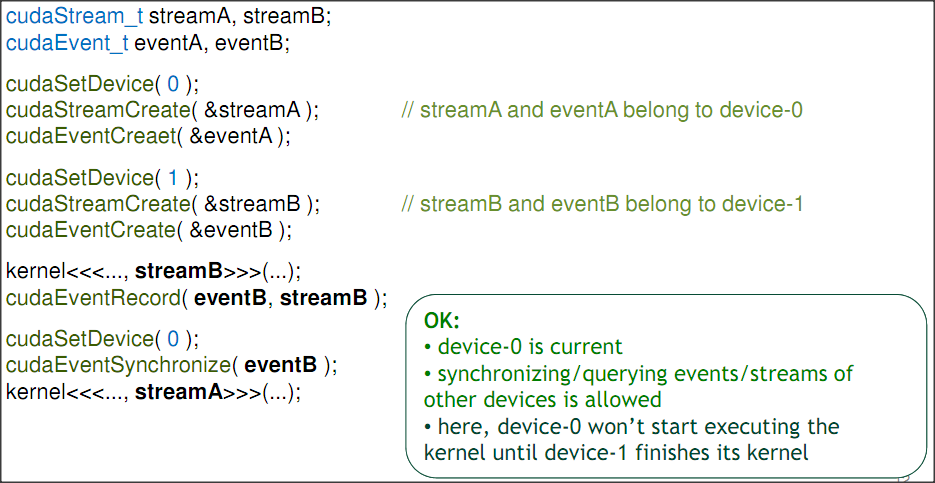 cudaStream_t streamA, streamB;
cudaEvent_t eventA, eventB;
cudaSetDevice( 0 );
cudaStreamCreate( &streamA ); // streamA and eventA belong to device-0
cudaEventCreaet( &eventA );
cudaSetDevice( 1 );
cudaStreamCreate( &streamB ); // streamB and eventB belong to device-1
cudaEventCreate( &eventB );
kernel<<<..., streamB>>>(...);
cudaEventRecord( eventB, streamB );
cudaSetDevice( 0 );
cudaEventSynchronize( eventB );
kernel<<<..., streamA>>>(...);
OK:
• device-0 is current
• synchronizing/querying events/streams of
other devices is allowed
• here, device-0 won’t start executing the
kernel until device-1 finishes its kernel